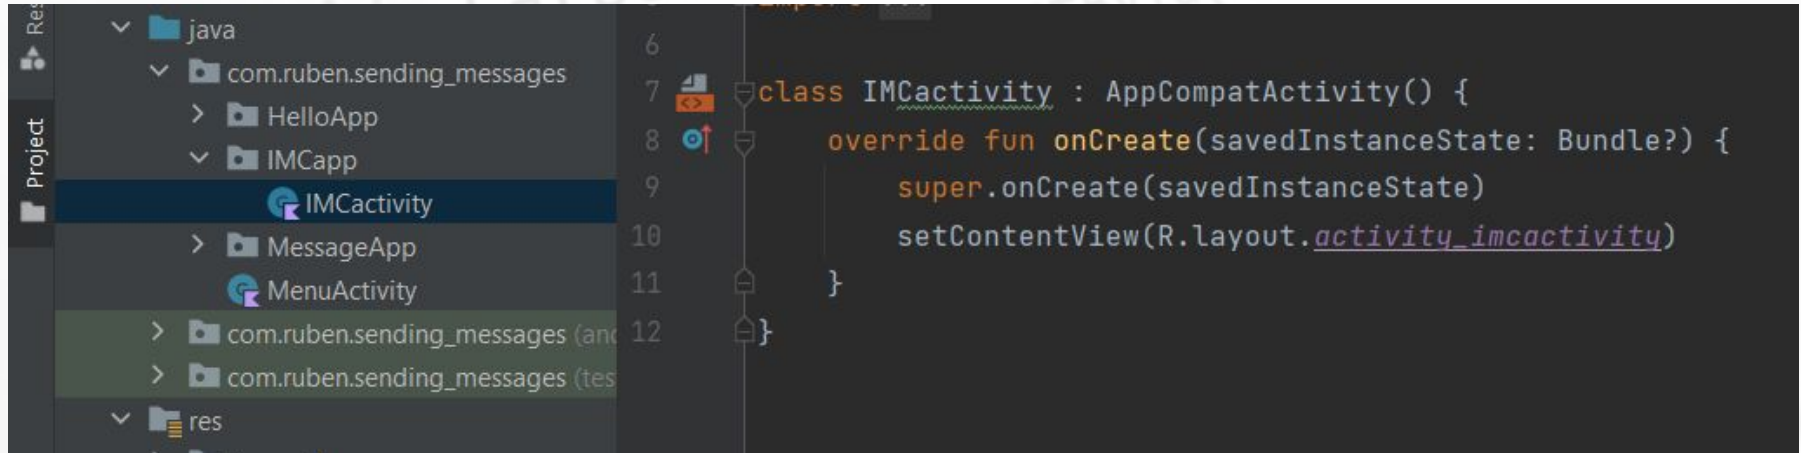 Res
Project
java
com.ruben.sending_messages
HelloApp
IMCapp
IMCactivity
MessageApp
MenuActivity
com.ruben.sending_messages (and
com.ruben.sending_messages (tes
res
import ...
6
7 class IMCactivity : AppCompatActivity() {
8 override fun onCreate(savedInstanceState: Bundle?) {
9 super.onCreate(savedInstanceState)
10 setContentView(R.layout.activity_imcactivity)
11 }
12 }